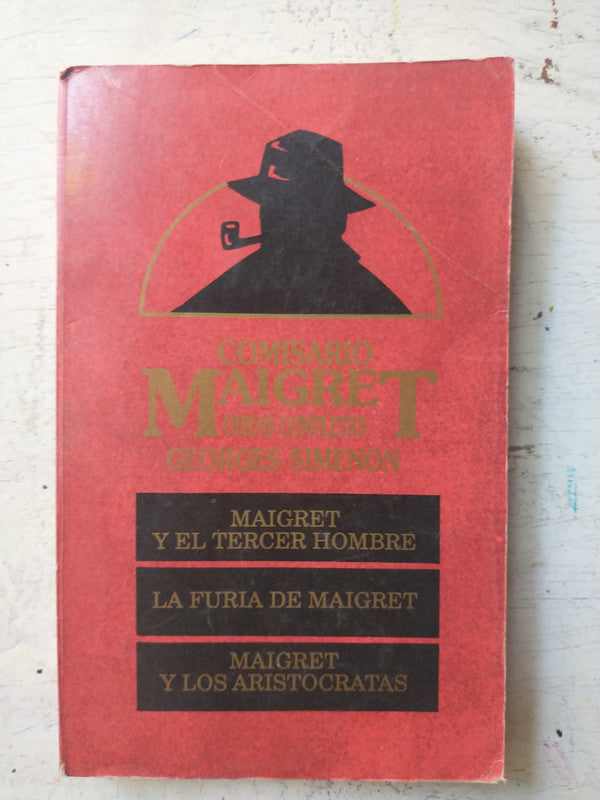 COMISARIO
MAIGRET
OBRAS COMPLETAS
GEORGES SIMENON
MAIGRET
Y EL TERCER HOMBRE
LA FURIA DE MAIGRET
MAIGRET
Y LOS ARISTOCRATAS